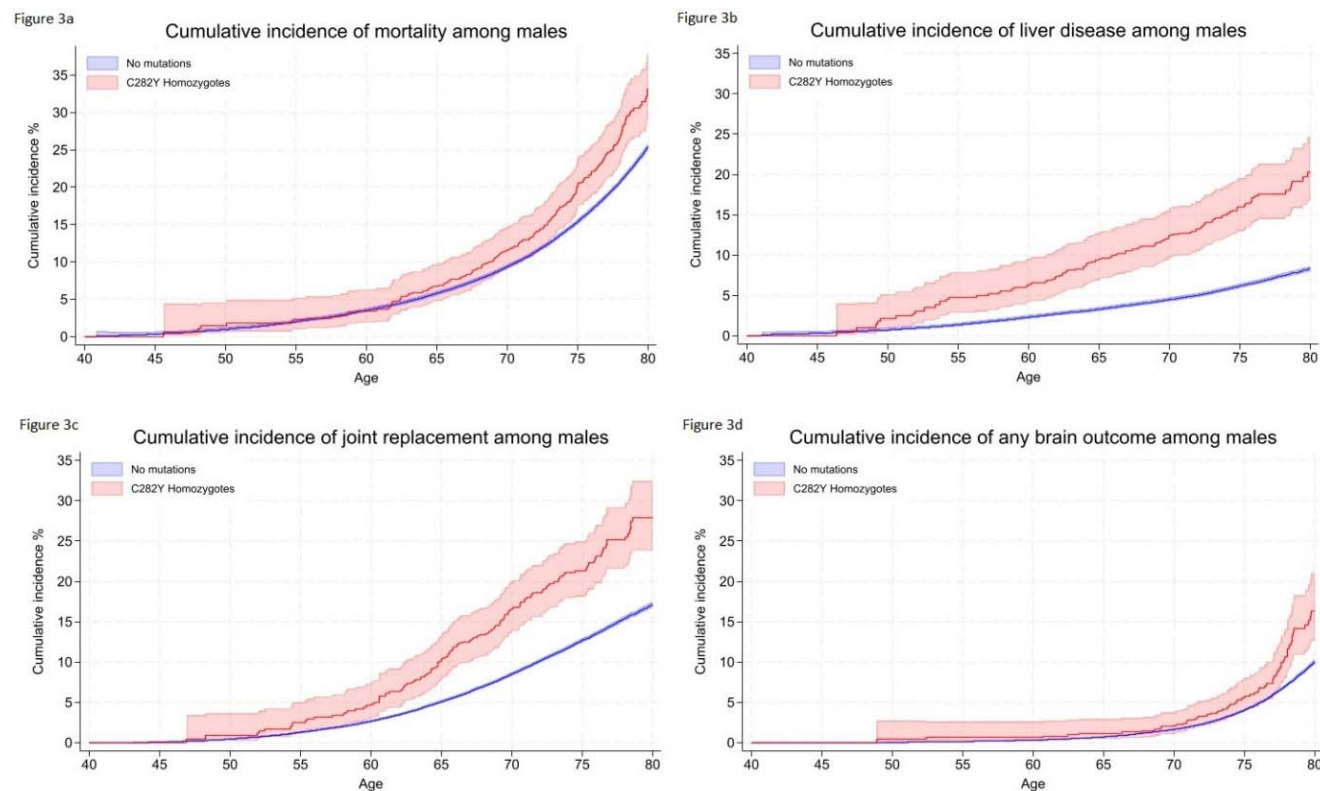 Figure 3a
Cumulative incidence of mortality among males
No mutations
C282Y Homozygotes
Cumulative incidence %
35
30
25
20
15
10
5
0
40 45 50 55 60 65 70 75 80
Age
Figure 3b
Cumulative incidence of liver disease among males
No mutations
C282Y Homozygotes
Cumulative incidence %
35
30
25
20
15
10
5
0
40 45 50 55 60 65 70 75 80
Age
Figure 3c
Cumulative incidence of joint replacement among males
No mutations
C282Y Homozygotes
Cumulative incidence %
35
30
25
20
15
10
5
0
40 45 50 55 60 65 70 75 80
Age
Figure 3d
Cumulative incidence of any brain outcome among males
No mutations
C282Y Homozygotes
Cumulative incidence %
35
30
25
20
15
10
5
0
40 45 50 55 60 65 70 75 80
Age